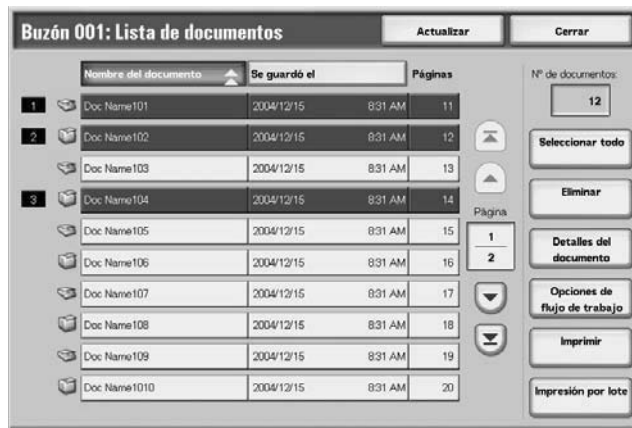 Buzón 001: Lista de documentos Actualizar Cerrar
Nombre del documento Se guardó el Páginas Nº de documentos:
12
1 Doc Name101 2004/12/15 8:31 AM 11
2 Doc Name102 2004/12/15 8:31 AM 12
Seleccionar todo
Doc Name103 2004/12/15 8:31 AM 13
3 Doc Name104 2004/12/15 8:31 AM 14
Eliminar
Página
1
2
Doc Name105 2004/12/15 8:31 AM 15
Detalles del
documento
Doc Name106 2004/12/15 8:31 AM 16
Doc Name107 2004/12/15 8:31 AM 17
Opciones de
flujo de trabajo
Doc Name108 2004/12/15 8:31 AM 18
Imprimir
Doc Name109 2004/12/15 8:31 AM 19
Doc Name1010 2004/12/15 8:31 AM 20
Impresión por lote